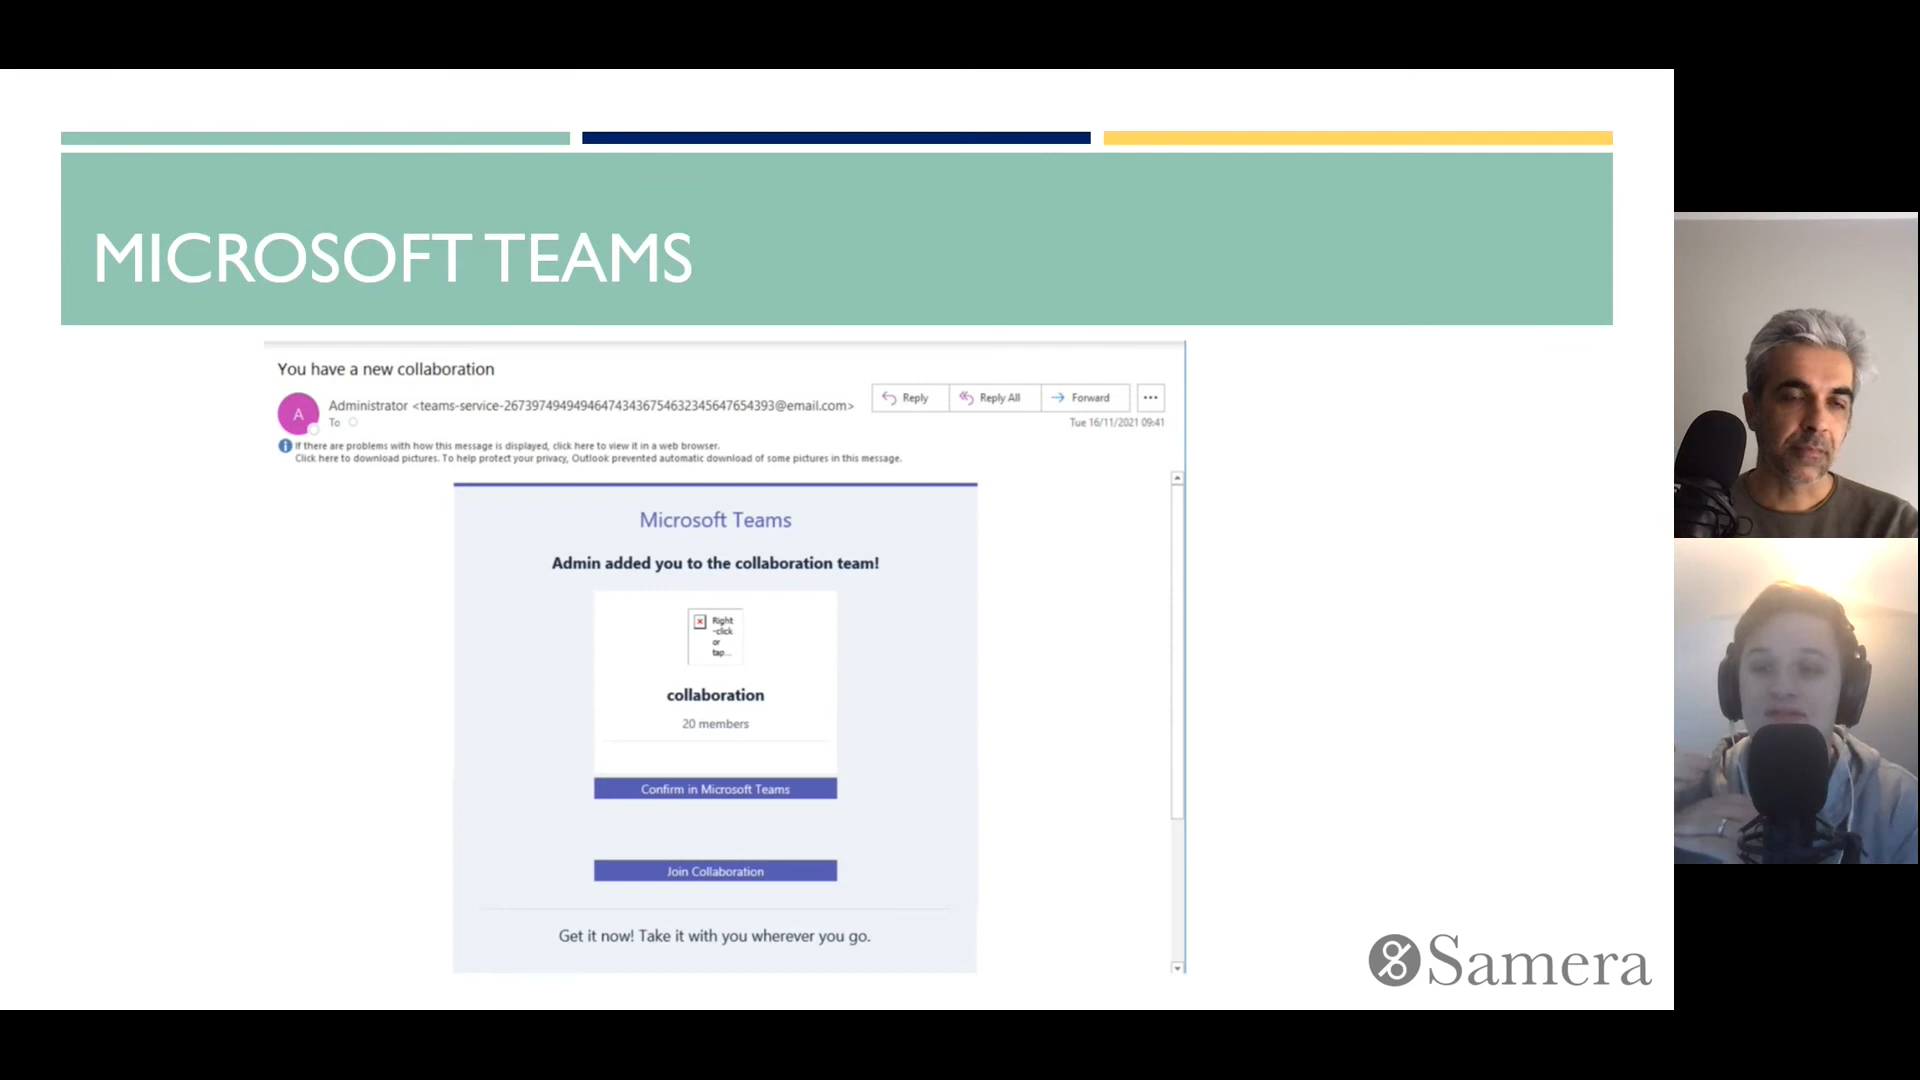 MICROSOFT TEAMS
You have a new collaboration
A
Administrator <teams-service-2673974949494647434367546323456476543​93@email.com>
Reply
Reply All
Forward
To
Tue 16/11/2021 09:41
If there are problems with how this message is displayed, click here to view it in a web browser.
Click here to download pictures. To help protect your privacy, Outlook prevented automatic download of some pictures in this message.
Microsoft Teams
Admin added you to the collaboration team!
Right
-click
or
tap...
collaboration
20 members
Confirm in Microsoft Teams
Join Collaboration
Get it now! Take it with you wherever you go.
Samera